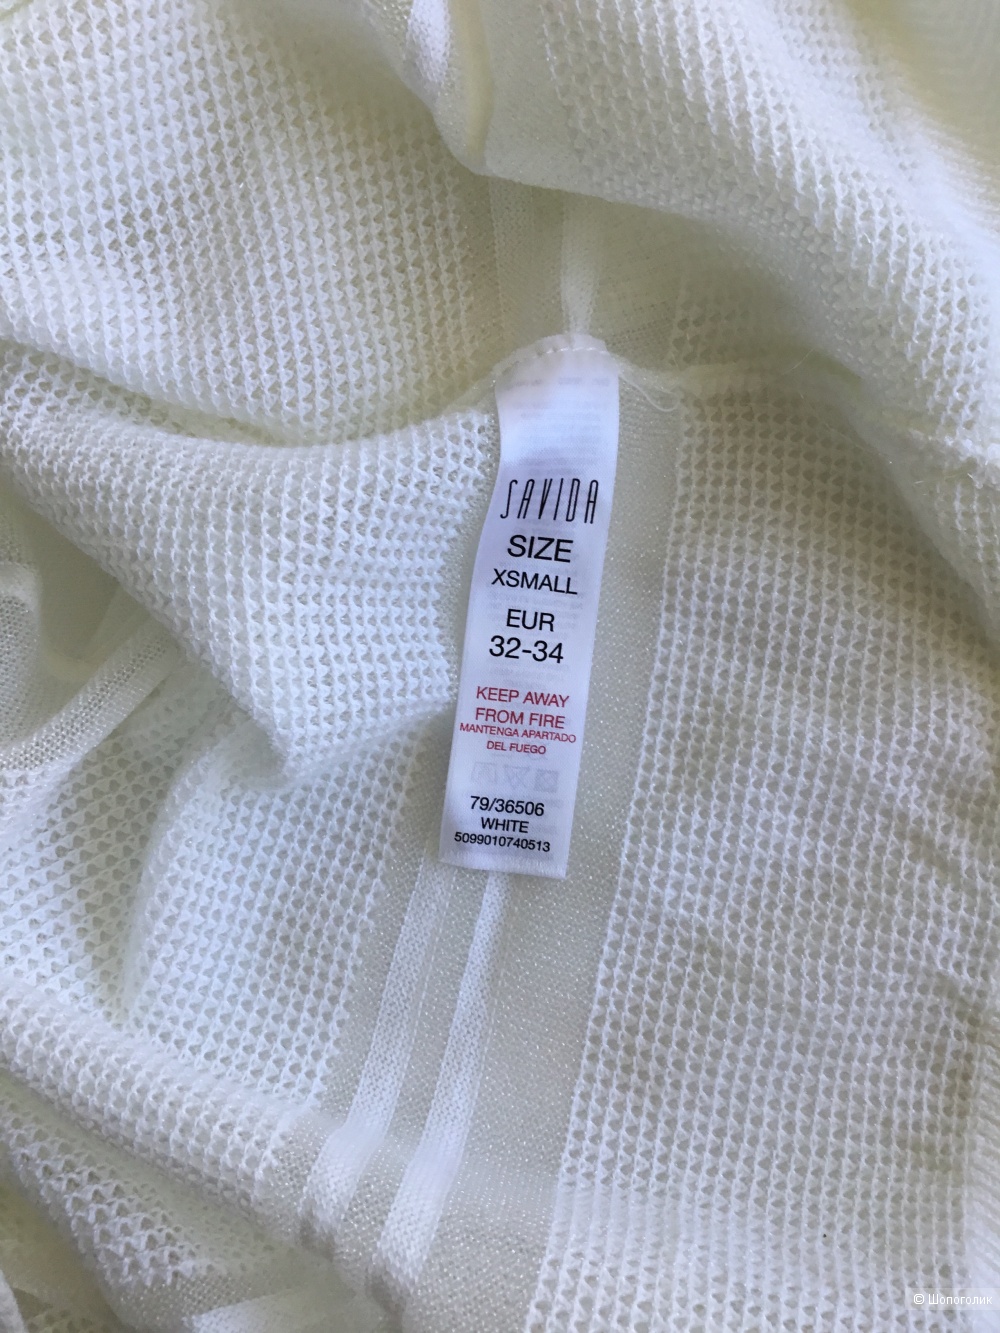 SAVIDA
SIZE
XSMALL
EUR
32-34
KEEP AWAY
FROM FIRE
MANTENGA APARTADO
DEL FUEGO
79/36506
WHITE
5099010740513
© Шопоголик